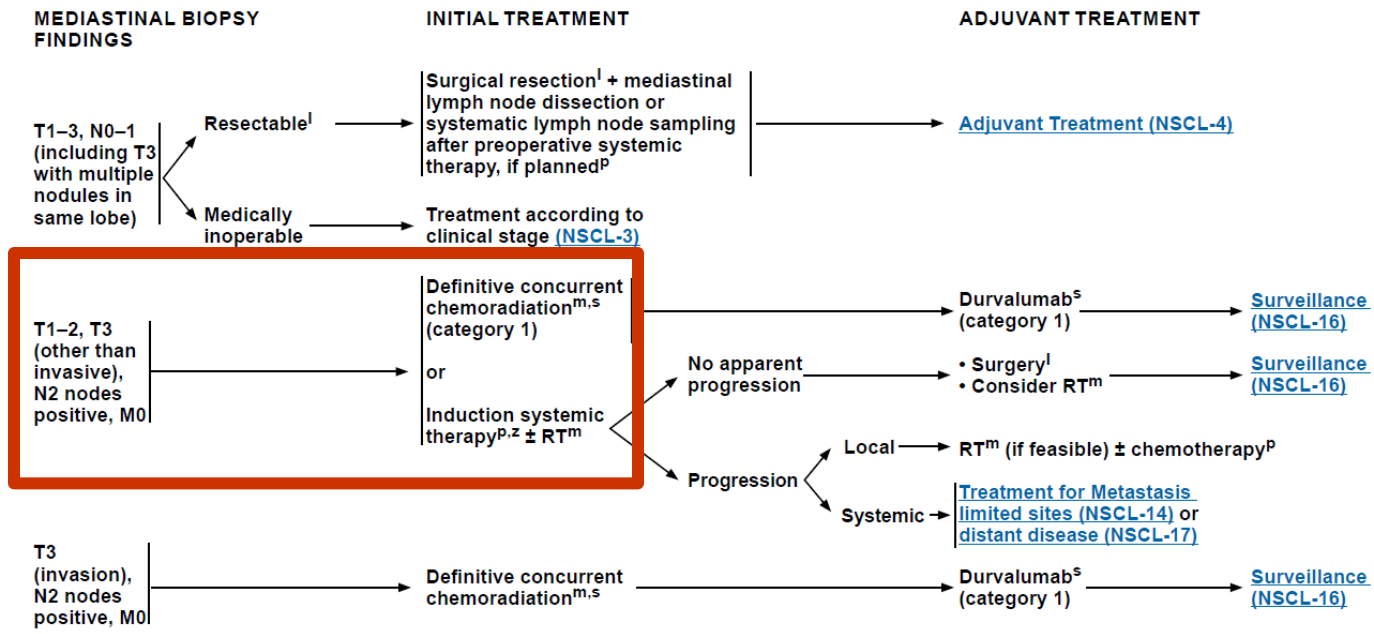 MEDIASTINAL BIOPSY
FINDINGS
INITIAL TREATMENT
ADJUVANT TREATMENT
T1–3, N0–1
(including T3
with multiple
nodules in
same lobe)
Resectablel
Surgical resectionl + mediastinal
lymph node dissection or
systematic lymph node sampling
after preoperative systemic
therapy, if plannedp
Adjuvant Treatment (NSCL-4)
Medically
inoperable
Treatment according to
clinical stage (NSCL-3)
T1–2, T3
(other than
invasive),
N2 nodes
positive, M0
Definitive concurrent
chemoradiationm,s
(category 1)
or
Induction systemic
therapyp,z ± RTm
Durvalumabs
(category 1)
Surveillance
(NSCL-16)
No apparent
progression
• Surgeryl
• Consider RTm
Surveillance
(NSCL-16)
Progression
Local
RTm (if feasible) ± chemotherapyp
Systemic
Treatment for Metastasis
limited sites (NSCL-14) or
distant disease (NSCL-17)
T3
(invasion),
N2 nodes
positive, M0
Definitive concurrent
chemoradiationm,s
Durvalumabs
(category 1)
Surveillance
(NSCL-16)